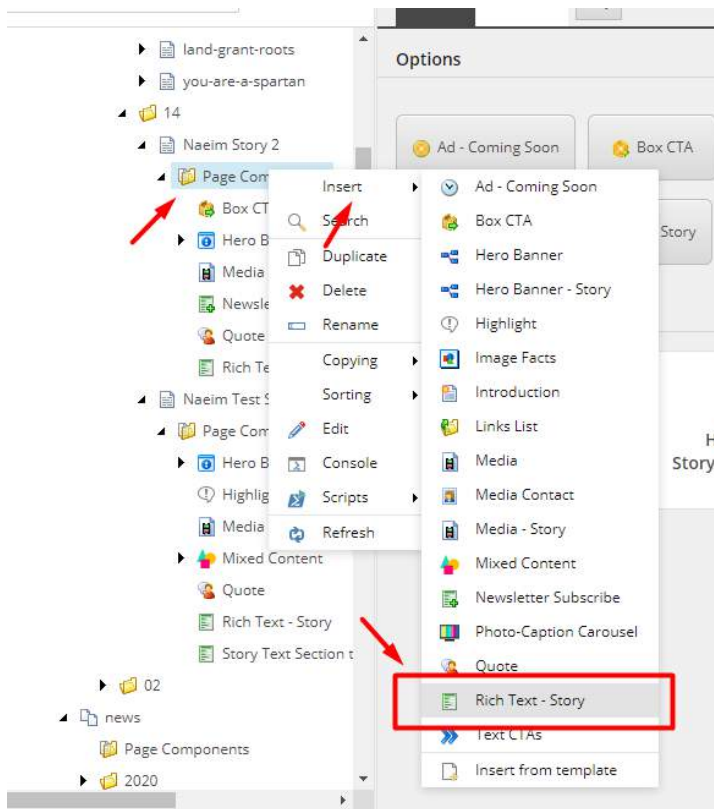 land-grant-roots
you-are-a-spartan
14
Naeim Story 2
Page Com
Box CT
Hero B
Media
Newsle
Quote
Rich Te
Naeim Test S
Page Com
Hero B
Highlig
Media
Mixed Content
Quote
Rich Text - Story
Story Text Section t
02
news
Page Components
2020
Insert
Search
Duplicate
Delete
Rename
Copying
Sorting
Edit
Console
Scripts
Refresh
Options
Ad - Coming Soon
Box CTA
Story
H
Story
Ad - Coming Soon
Box CTA
Hero Banner
Hero Banner - Story
Highlight
Image Facts
Introduction
Links List
Media
Media Contact
Media - Story
Mixed Content
Newsletter Subscribe
Photo-Caption Carousel
Quote
Rich Text - Story
Text CTAs
Insert from template